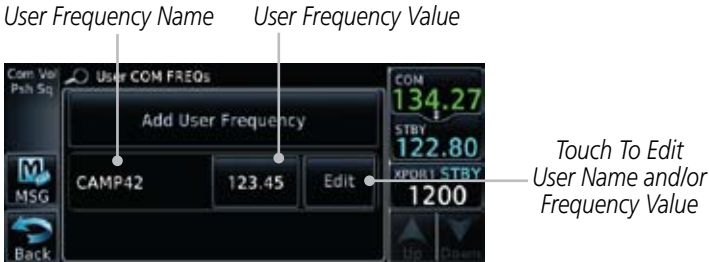 User Frequency Name
User Frequency Value
Com Vol
Psh Sq
User COM FREQs
COM
134.27
Add User Frequency
STBY
122.80
MSG
CAMP42
123.45
Edit
XPDR1 STBY
1200
Back
Up
Down
Touch To Edit
User Name and/or
Frequency Value